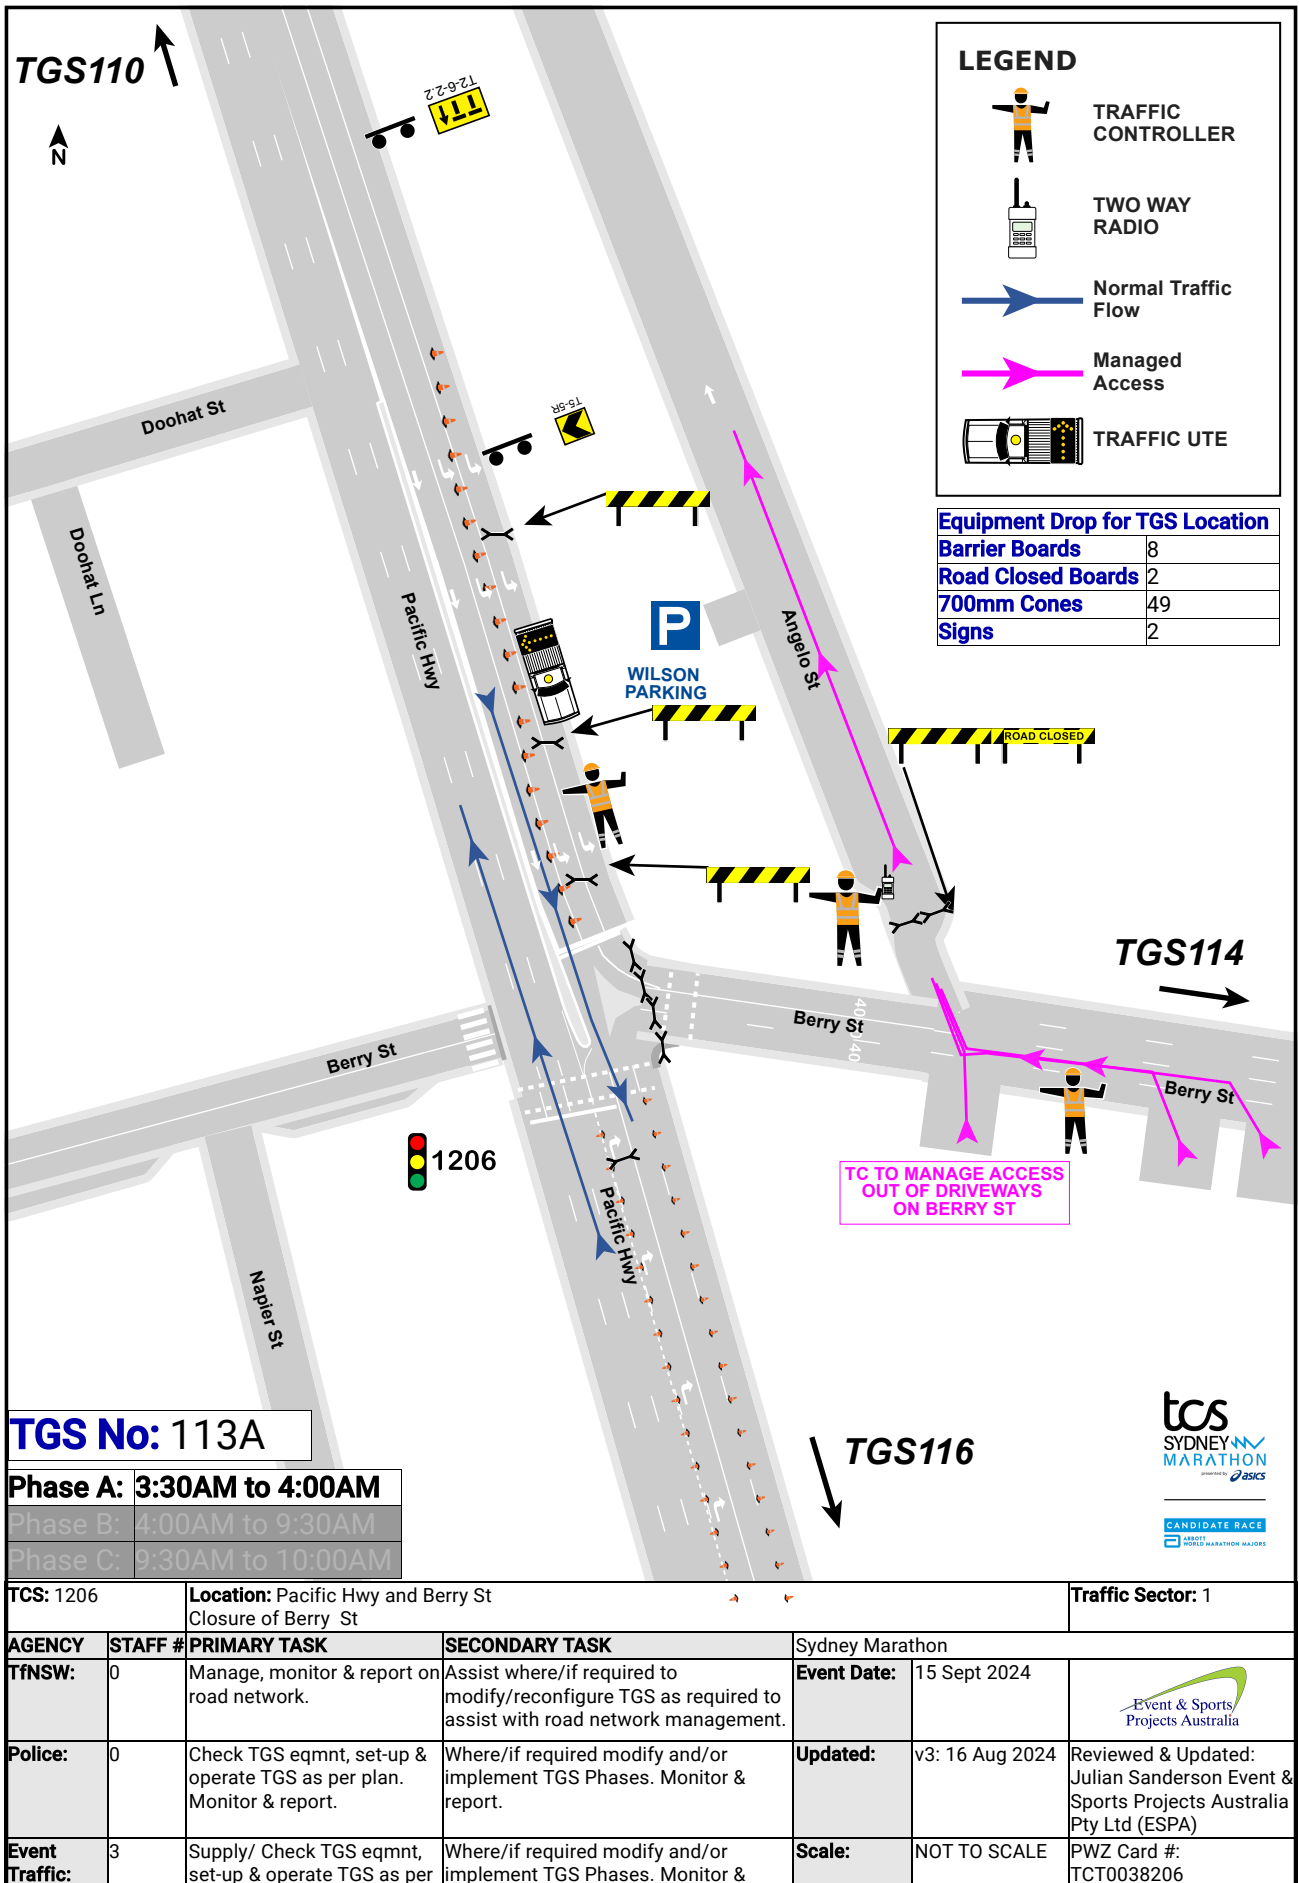 TGS110
N
T2-6-2.2
LEGEND
TRAFFIC
CONTROLLER
TWO WAY
RADIO
Normal Traffic
Flow
Managed
Access
TRAFFIC UTE
Equipment Drop for TGS Location
Barrier Boards 8
Road Closed Boards 2
700mm Cones 49
Signs 2
Doohat St
T5-5R
Doohat Ln
Pacific Hwy
P
WILSON
PARKING
Angelo St
ROAD CLOSED
TGS114
Berry St
40 40
Berry St
Berry St
1206
TC TO MANAGE ACCESS
OUT OF DRIVEWAYS
ON BERRY ST
Pacific Hwy
Napier St
TGS No: 113A
TGS116
Phase A: 3:30AM to 4:00AM
Phase B: 4:00AM to 9:30AM
Phase C: 9:30AM to 10:00AM
tcs
SYDNEY
MARATHON
presented by asics
CANDIDATE RACE
ABBOTT
WORLD MARATHON MAJORS
TCS: 1206
Location: Pacific Hwy and Berry St
Closure of Berry St
Traffic Sector: 1
AGENCY STAFF # PRIMARY TASK SECONDARY TASK Sydney Marathon
TfNSW: 0
Manage, monitor & report on
road network.
Assist where/if required to
modify/reconfigure TGS as required to
assist with road network management.
Event Date: 15 Sept 2024
Event & Sports
Projects Australia
Police: 0
Check TGS eqmnt, set-up &
operate TGS as per plan.
Monitor & report.
Where/if required modify and/or
implement TGS Phases. Monitor &
report.
Updated: v3: 16 Aug 2024
Reviewed & Updated:
Julian Sanderson Event &
Sports Projects Australia
Pty Ltd (ESPA)
Event
Traffic:
3
Supply/ Check TGS eqmnt,
set-up & operate TGS as per
Where/if required modify and/or
implement TGS Phases. Monitor &
Scale: NOT TO SCALE
PWZ Card #:
TCT0038206